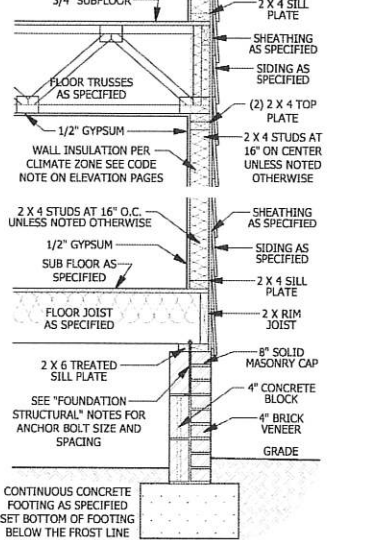 3/4" SUBFLOOR
2 X 4 SILL
PLATE
SHEATHING
AS SPECIFIED
SIDING AS
SPECIFIED
FLOOR TRUSSES
AS SPECIFIED
(2) 2 X 4 TOP
PLATE
1/2" GYPSUM
2 X 4 STUDS AT
16" ON CENTER
UNLESS NOTED
OTHERWISE
WALL INSULATION PER
CLIMATE ZONE SEE CODE
NOTE ON ELEVATION PAGES
2 X 4 STUDS AT 16" O.C.
UNLESS NOTED OTHERWISE
SHEATHING
AS SPECIFIED
1/2" GYPSUM
SIDING AS
SPECIFIED
SUB FLOOR AS
SPECIFIED
2 X 4 SILL
PLATE
FLOOR JOIST
AS SPECIFIED
2 X RIM
JOIST
8" SOLID
MASONRY CAP
2 X 6 TREATED
SILL PLATE
4" CONCRETE
BLOCK
SEE "FOUNDATION
STRUCTURAL" NOTES FOR
ANCHOR BOLT SIZE AND
SPACING
4" BRICK
VENEER
GRADE
CONTINUOUS CONCRETE
FOOTING AS SPECIFIED
SET BOTTOM OF FOOTING
BELOW THE FROST LINE